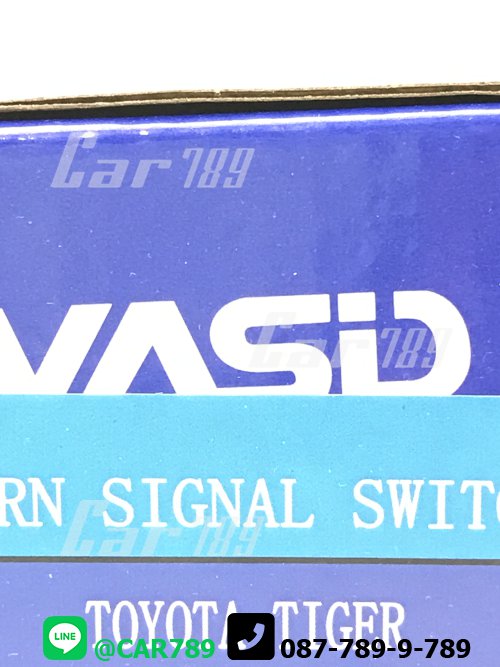 Car 789
VASID
Car 789
RN SIGNAL SWITC
Car 789
TOYOTA TIGER
LINE @CAR789 087-789-9-789